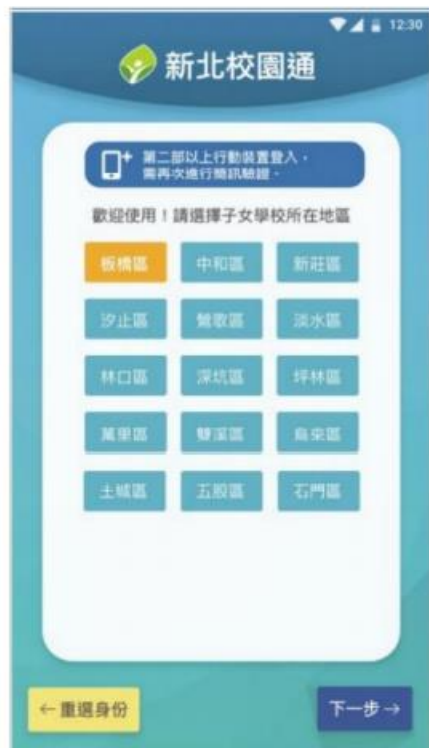 12:30
新北校園通
第二部以上行動裝置登入，
需再次進行簡訊驗證。
歡迎使用！請選擇子女學校所在地區
板橋區 中和區 新莊區
汐止區 鶯歌區 淡水區
林口區 深坑區 坪林區
萬里區 雙溪區 烏來區
土城區 五股區 石門區
←重選身份 下一步→